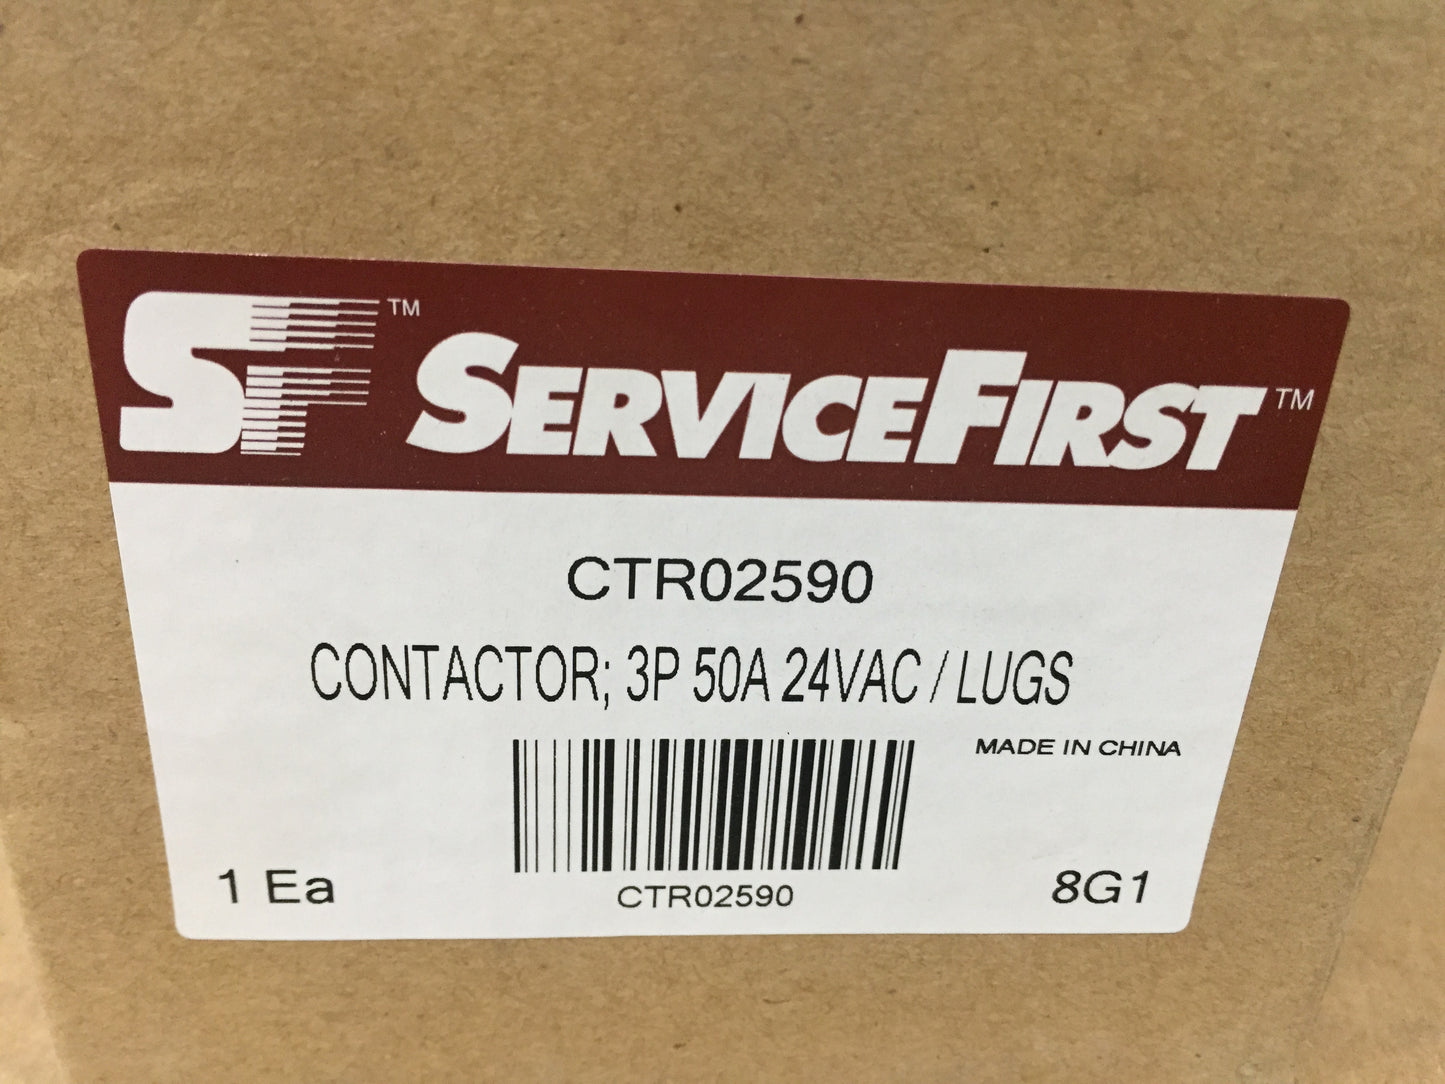 SF™ SERVICEFIRST™
CTR02590
CONTACTOR; 3P 50A 24VAC / LUGS
MADE IN CHINA
1 Ea
CTR02590
8G1